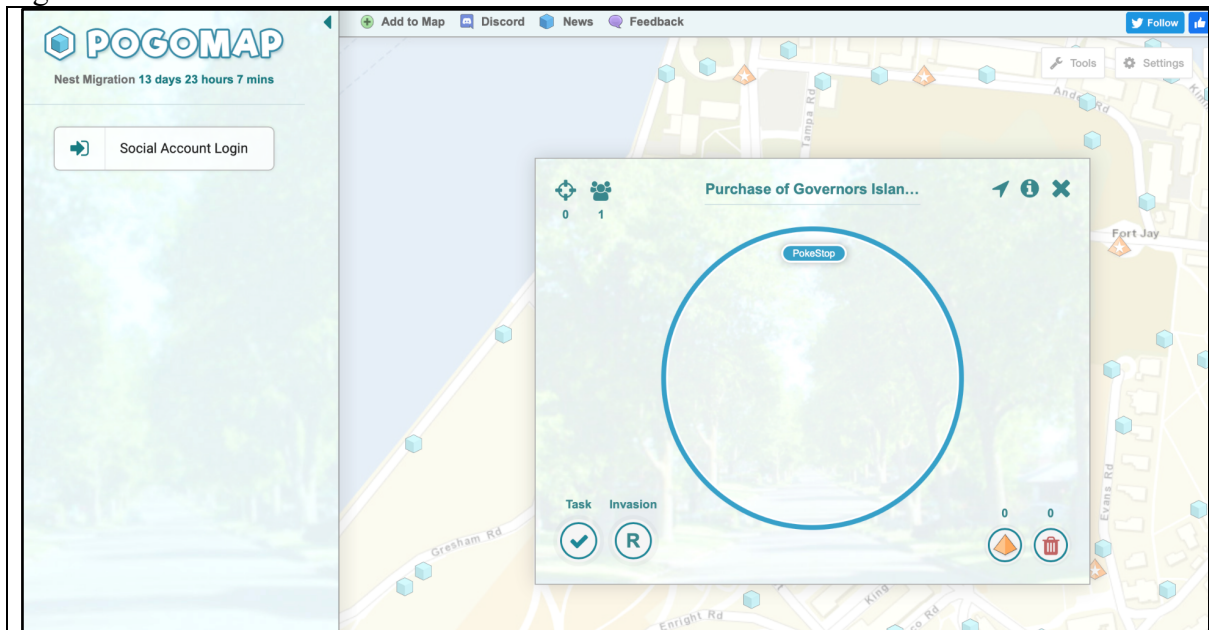 POGOMAP
Nest Migration 13 days 23 hours 7 mins
Social Account Login
Add to Map Discord News Feedback
Follow
Tools Settings
Tampa Rd
Purchase of Governors Islan...
0 1
PokeStop
Fort Jay
Task Invasion
R
0 0
Evans Rd
Gresham Rd
Enright Rd
King